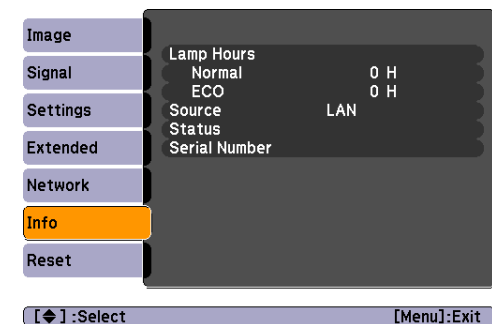 Image
Signal
Settings
Extended
Network
Info
Reset
Lamp Hours
Normal 0 H
ECO 0 H
Source LAN
Status
Serial Number
[◆] :Select [Menu]:Exit